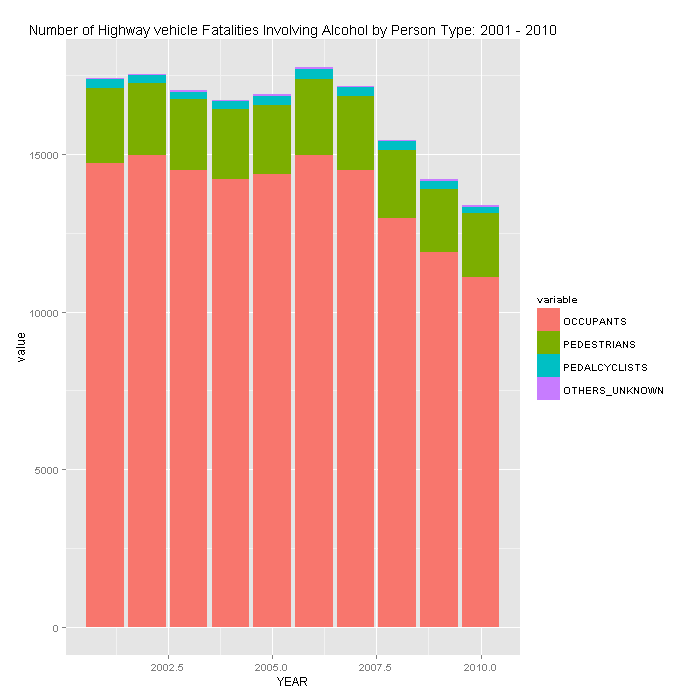 Number of Highway vehicle Fatalities Involving Alcohol by Person Type: 2001 - 2010
15000
10000
5000
0
value
2002.5
2005.0
2007.5
2010.0
YEAR
variable
OCCUPANTS
PEDESTRIANS
PEDALCYCLISTS
OTHERS_UNKNOWN